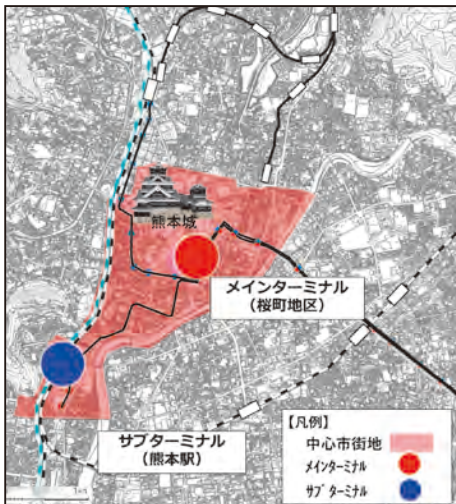 熊本城
メインターミナル
(桜町地区)
サブターミナル
(熊本駅)
【凡例】
中心市街地
メインターミナル
サブターミナル
1km